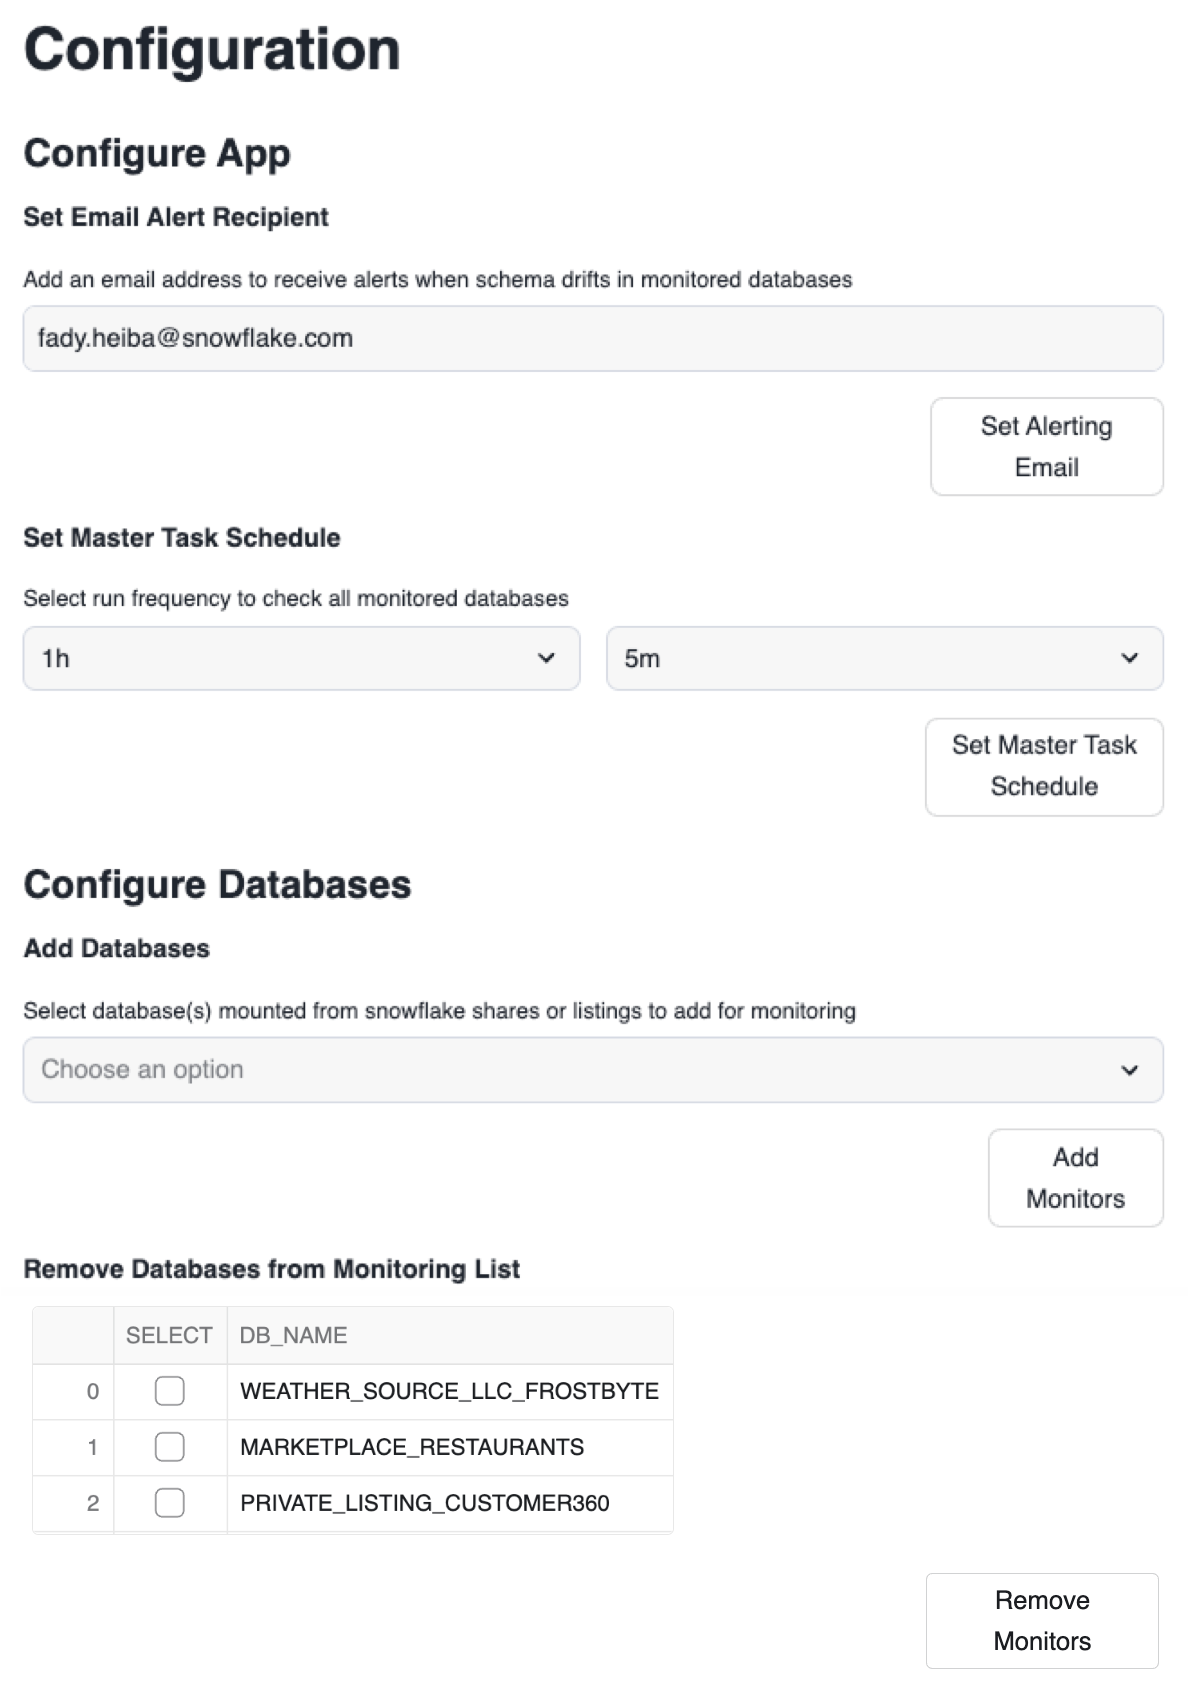 Configuration
Configure App
Set Email Alert Recipient
Add an email address to receive alerts when schema drifts in monitored databases
fady.heiba@snowflake.com
Set Alerting
Email
Set Master Task Schedule
Select run frequency to check all monitored databases
1h 5m
Set Master Task
Schedule
Configure Databases
Add Databases
Select database(s) mounted from snowflake shares or listings to add for monitoring
Choose an option
Add
Monitors
Remove Databases from Monitoring List
SELECT DB_NAME
0 WEATHER_SOURCE_LLC_FROSTBYTE
1 MARKETPLACE_RESTAURANTS
2 PRIVATE_LISTING_CUSTOMER360
Remove
Monitors